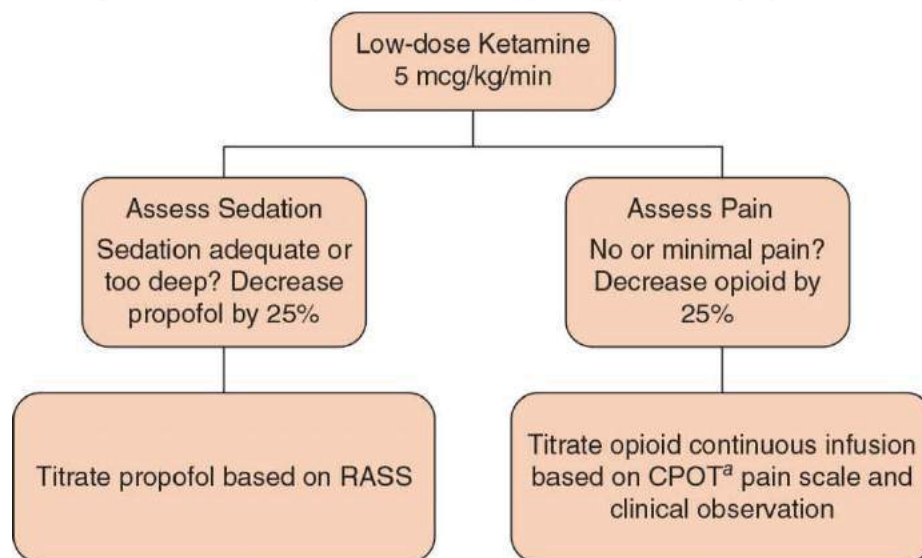 Low-dose Ketamine
5 mcg/kg/min
Assess Sedation
Sedation adequate or
too deep? Decrease
propofol by 25%
Assess Pain
No or minimal pain?
Decrease opioid by
25%
Titrate propofol based on RASS
Titrate opioid continuous infusion
based on CPOTᵃ pain scale and
clinical observation